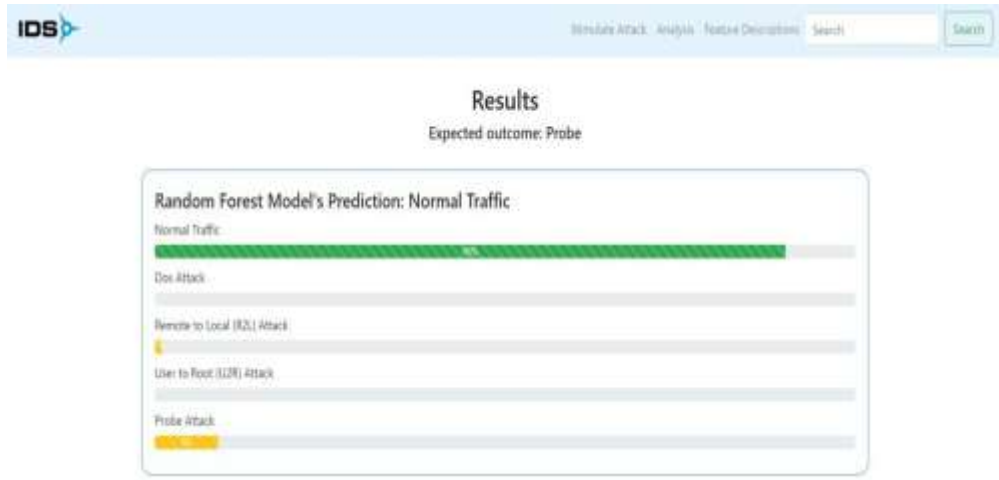 IDS
Stimulate Attack Analysis Feature Descriptions Search Search
Results
Expected outcome: Probe
Random Forest Model's Prediction: Normal Traffic
Normal Traffic
Dos Attack
Remote to Local (R2L) Attack
User to Root (U2R) Attack
Probe Attack